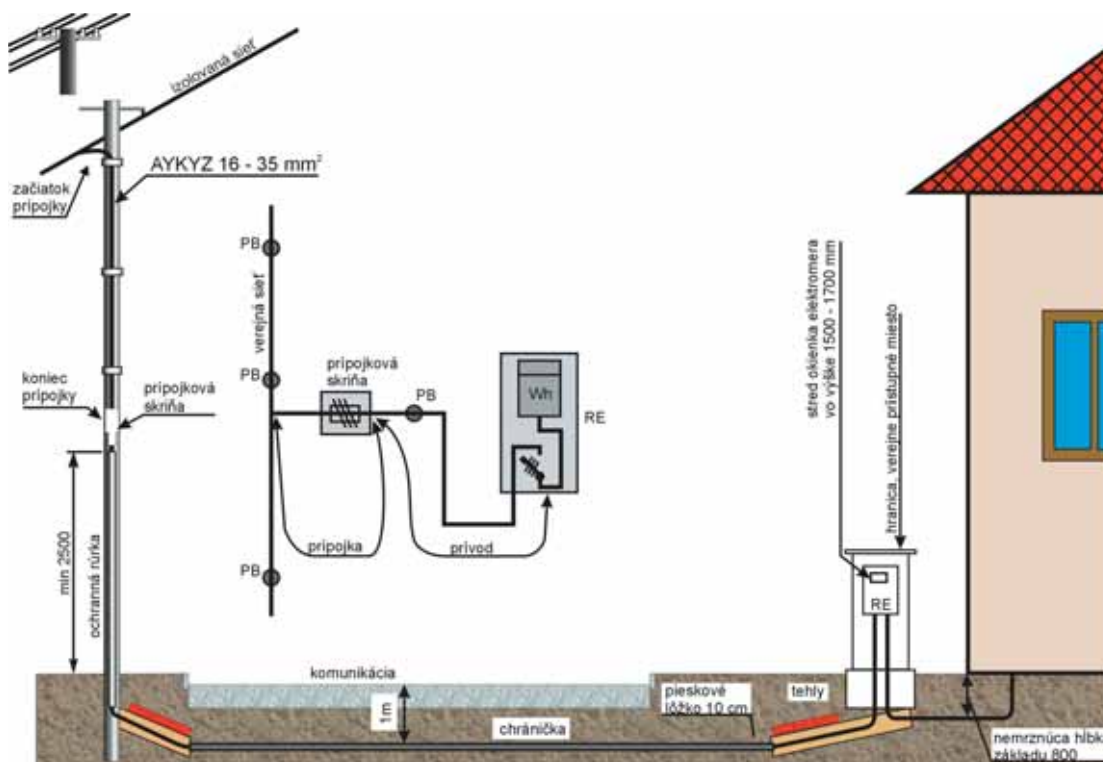 izolovaná sieť
AYKYZ 16 - 35 mm²
začiatok
prípojky
PB
verejná sieť
PB
prípojková
skriňa
PB
Wh
RE
koniec
prípojky
prípojková
skriňa
prípojka
prívod
PB
min 2500
ochranná rúrka
stred okienka elektromera
vo výške 1500 - 1700 mm
hranica, verejne prístupné miesto
RE
komunikácia
1m
chránička
pieskové
lôžko 10 cm
tehly
nemrznúca hĺbk
základu 800